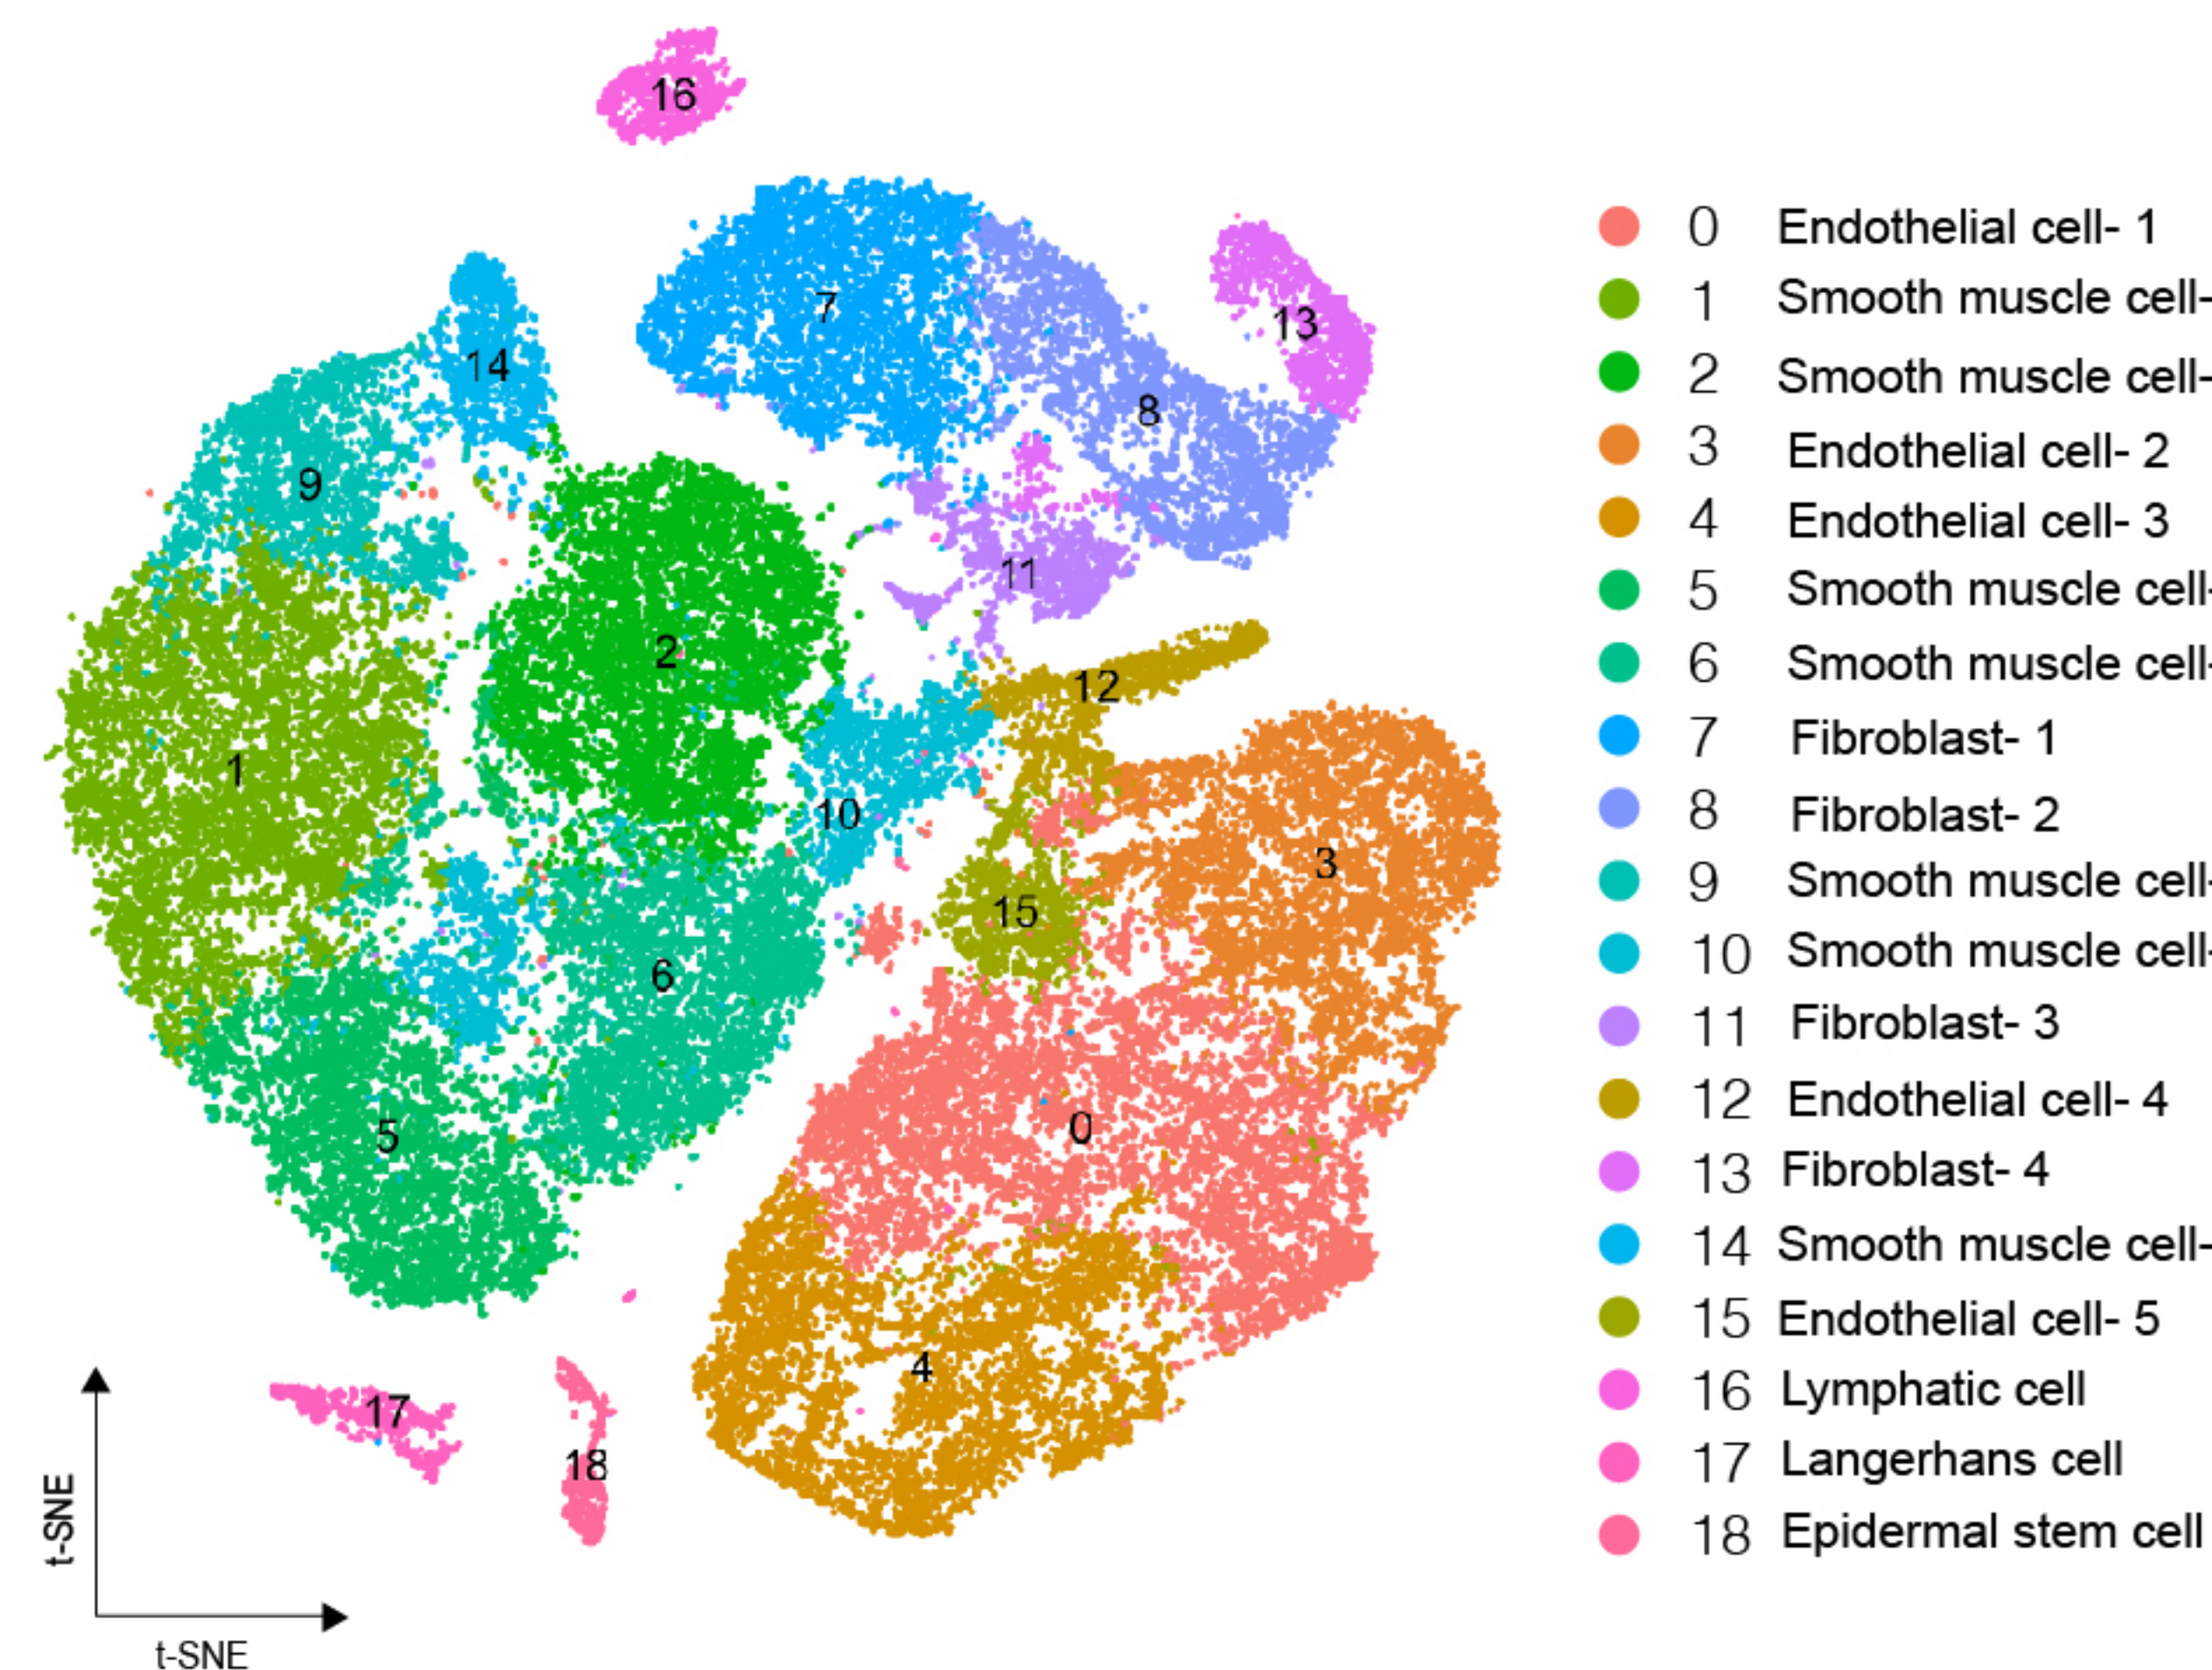 16
7
13
14
8
9
11
2
12
1
10
3
15
6
0
5
4
17
18
t-SNE
t-SNE
0 Endothelial cell- 1
1 Smooth muscle cell-
2 Smooth muscle cell-
3 Endothelial cell- 2
4 Endothelial cell- 3
5 Smooth muscle cell-
6 Smooth muscle cell-
7 Fibroblast- 1
8 Fibroblast- 2
9 Smooth muscle cell-
10 Smooth muscle cell-
11 Fibroblast- 3
12 Endothelial cell- 4
13 Fibroblast- 4
14 Smooth muscle cell-
15 Endothelial cell- 5
16 Lymphatic cell
17 Langerhans cell
18 Epidermal stem cell